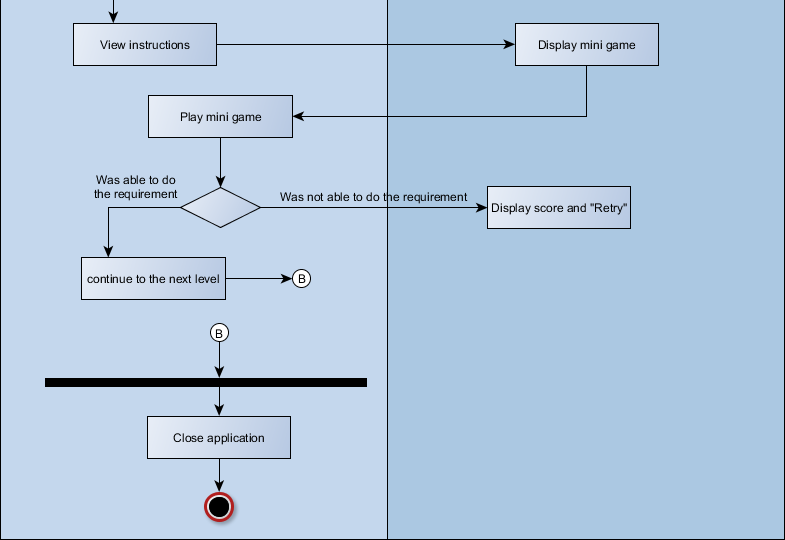 View instructions
Display mini game
Play mini game
Was able to do
the requirement
Was not able to do the requirement
Display score and "Retry"
continue to the next level
B
B
Close application